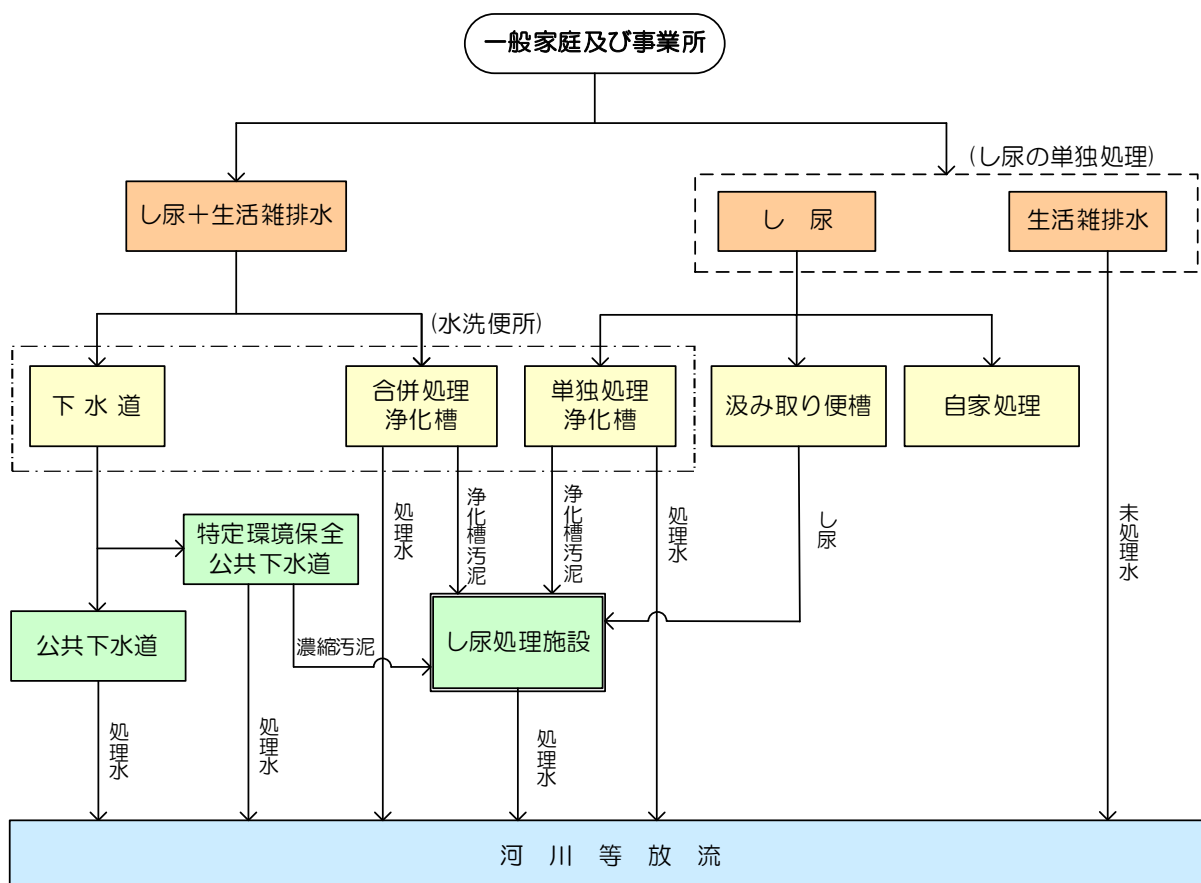 一般家庭及び事業所
(し尿の単独処理)
し尿＋生活雑排水
し　尿
生活雑排水
(水洗便所)
下 水 道
合併処理
浄化槽
単独処理
浄化槽
汲み取り便槽
自家処理
処理水
浄化槽汚泥
浄化槽汚泥
処理水
し尿
未処理水
特定環境保全
公共下水道
公共下水道
濃縮汚泥
し尿処理施設
処理水
処理水
処理水
河　川　等　放　流